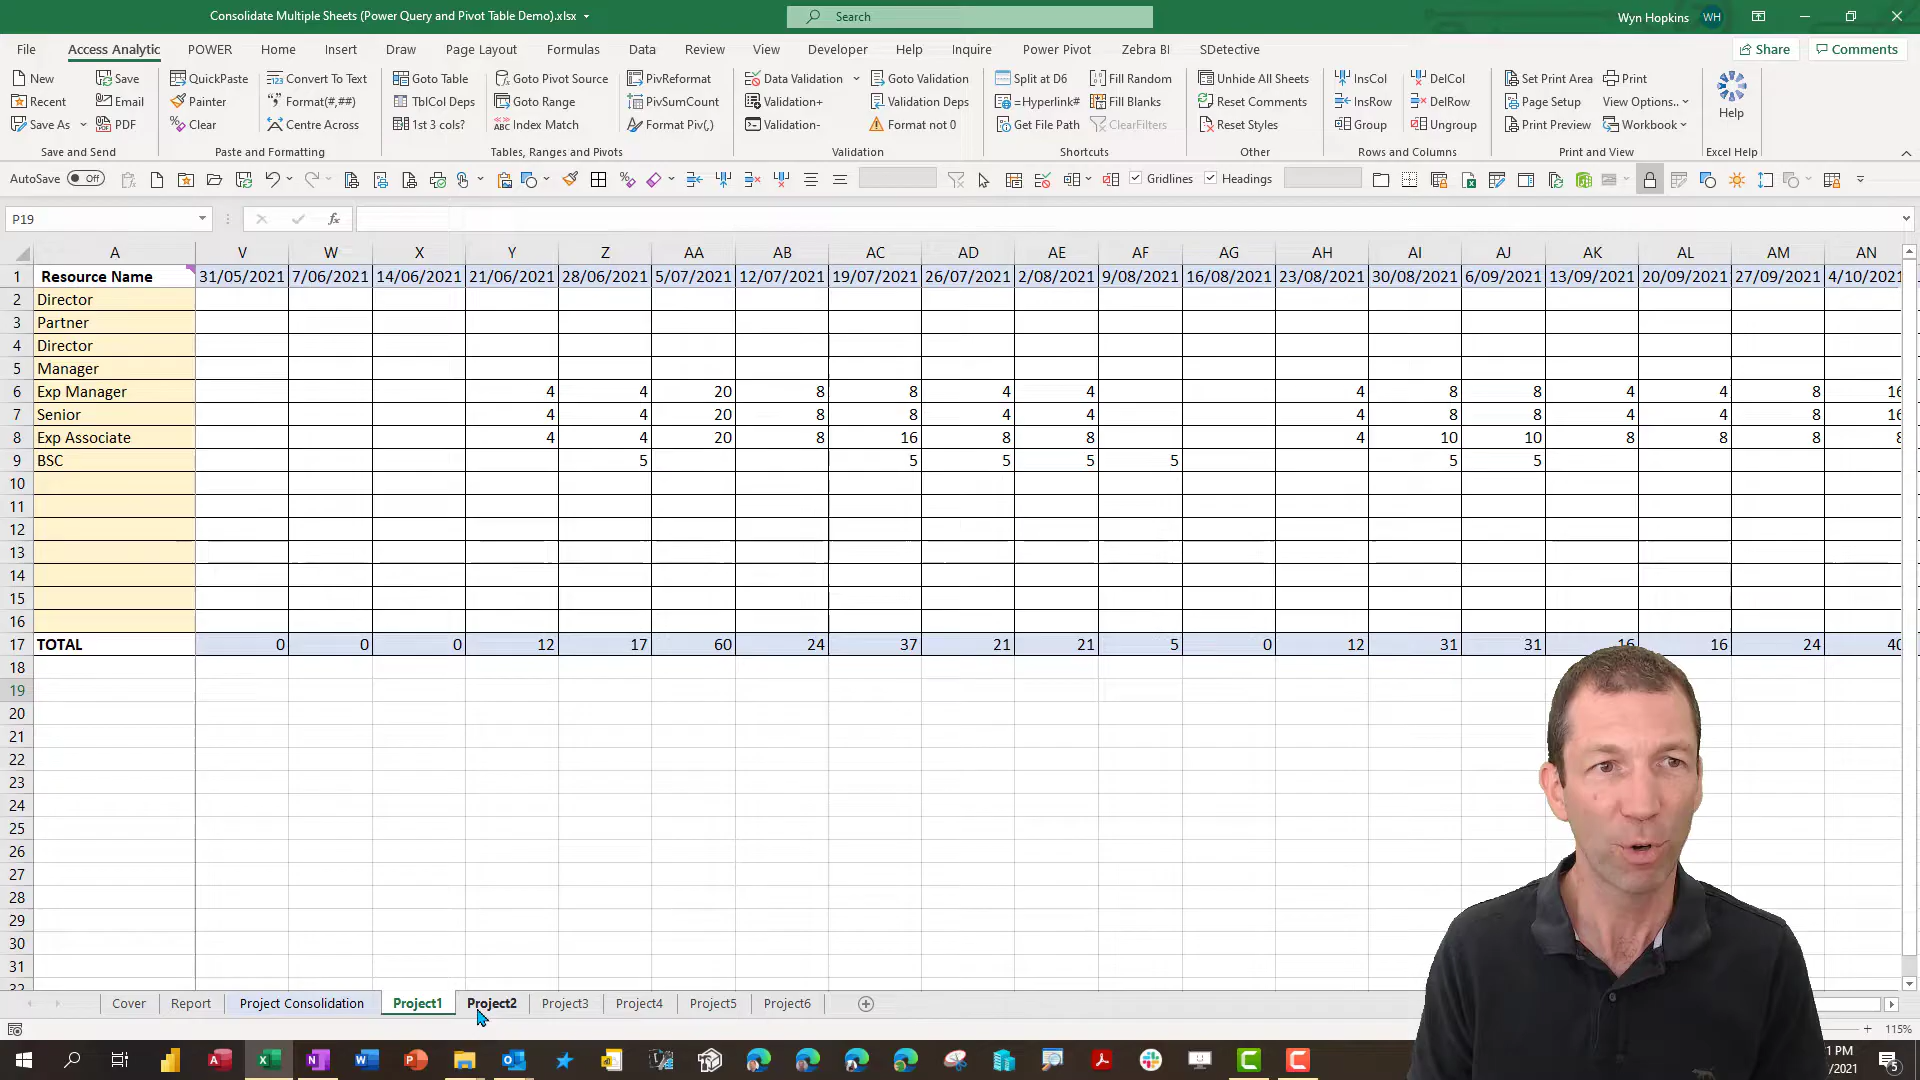 Consolidate Multiple Sheets (Power Query and Pivot Table Demo).xlsx
Search
Wyn Hopkins WH
File Access Analytic POWER Home Insert Draw Page Layout Formulas Data Review View Developer Help Inquire Power Pivot Zebra BI SDetective Share Comments
New Save QuickPaste Convert To Text Goto Table Goto Pivot Source PivReformat Data Validation Goto Validation Split at D6 Fill Random Unhide All Sheets InsCol DelCol Set Print Area Print
Recent Email Painter Format(#,##) TblCol Deps Goto Range PivSumCount Validation+ Validation Deps =Hyperlink# Fill Blanks Reset Comments InsRow DelRow Page Setup View Options.. Help
Save As PDF Clear Centre Across 1st 3 cols? Index Match Format Piv(,) Validation- Format not 0 Get File Path ClearFilters Reset Styles Group Ungroup Print Preview Workbook
Save and Send Paste and Formatting Tables, Ranges and Pivots Validation Shortcuts Other Rows and Columns Print and View Excel Help
AutoSave Off Gridlines Headings
P19 fx
A V W X Y Z AA AB AC AD AE AF AG AH AI AJ AK AL AM AN
1 Resource Name 31/05/2021 7/06/2021 14/06/2021 21/06/2021 28/06/2021 5/07/2021 12/07/2021 19/07/2021 26/07/2021 2/08/2021 9/08/2021 16/08/2021 23/08/2021 30/08/2021 6/09/2021 13/09/2021 20/09/2021 27/09/2021 4/10/2021
2 Director
3 Partner
4 Director
5 Manager
6 Exp Manager 4 4 20 8 8 4 4 4 8 8 4 4 8 16
7 Senior 4 4 20 8 8 4 4 4 8 8 4 4 8 16
8 Exp Associate 4 4 20 8 16 8 8 4 10 10 8 8 8 8
9 BSC 5 5 5 5 5 5 5
10
11
12
13
14
15
16
17 TOTAL 0 0 0 12 17 60 24 37 21 21 5 0 12 31 31 16 16 24 40
18
19
20
21
22
23
24
25
26
27
28
29
30
31
32
Cover Report Project Consolidation Project1 Project2 Project3 Project4 Project5 Project6
115%
1 PM
/2021
5